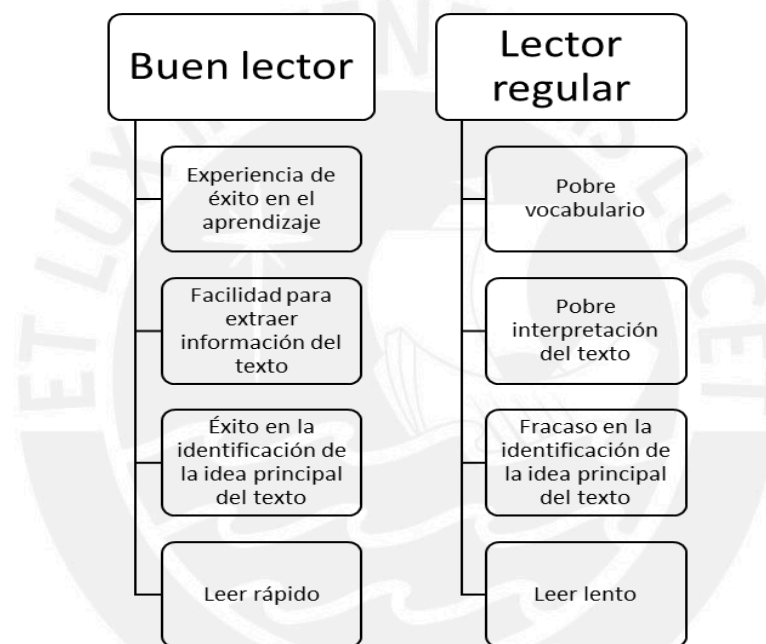 Buen lector
Experiencia de
éxito en el
aprendizaje
Facilidad para
extraer
información del
texto
Éxito en la
identificación de
la idea principal
del texto
Leer rápido
Lector
regular
Pobre
vocabulario
Pobre
interpretación
del texto
Fracaso en la
identificación de
la idea principal
del texto
Leer lento